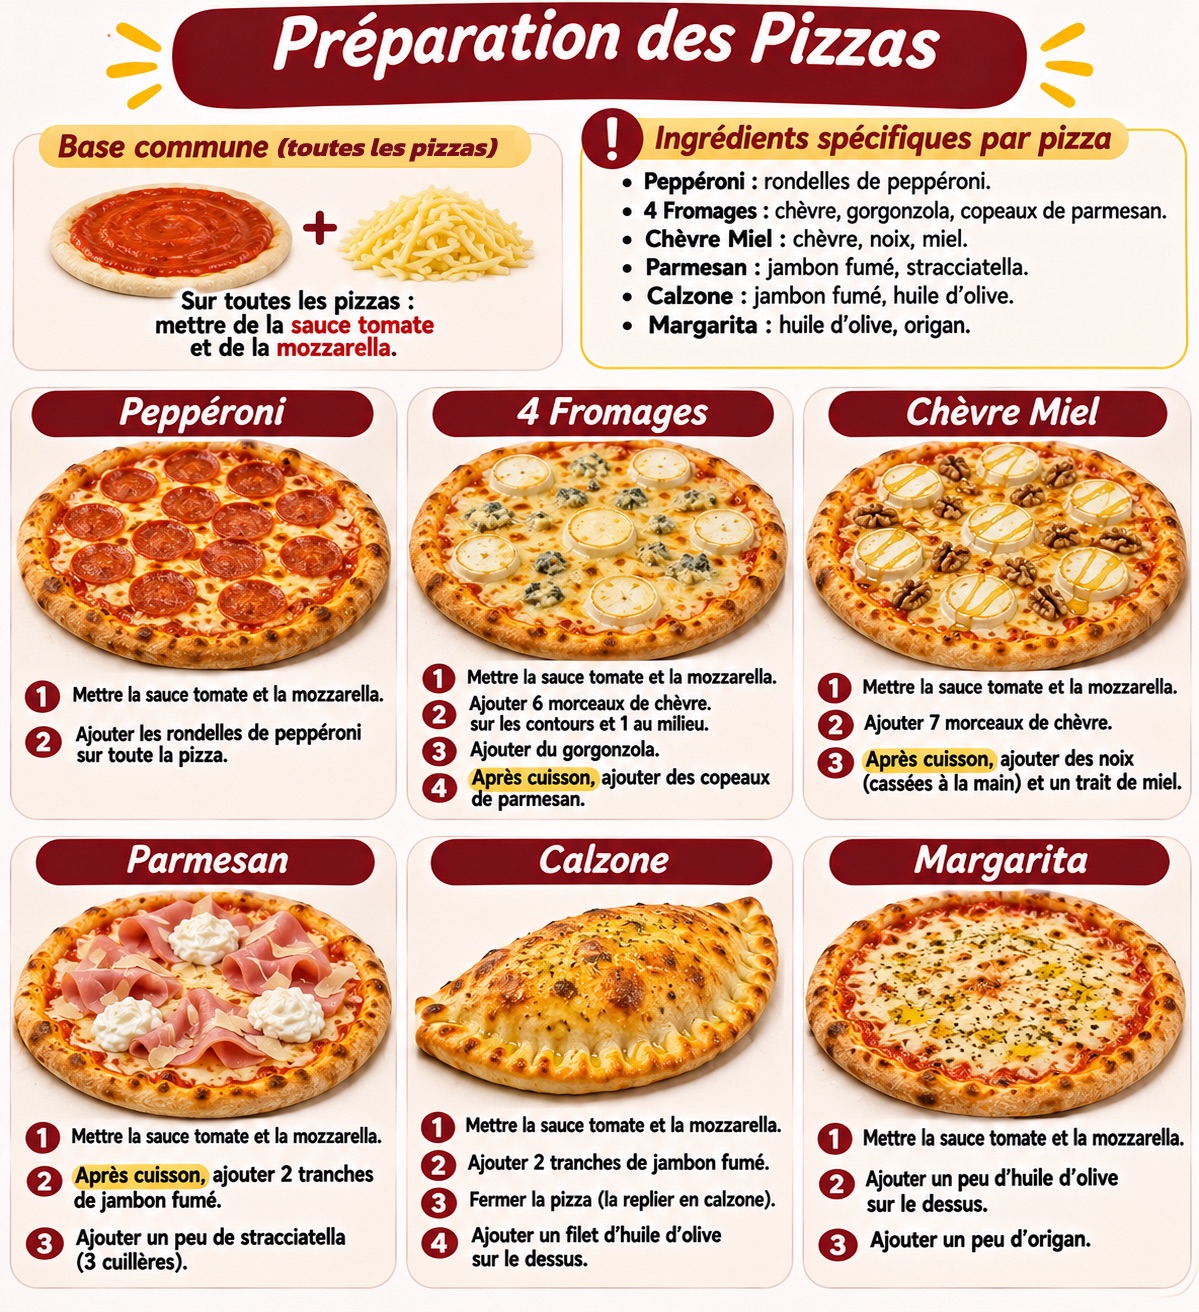 Préparation des Pizzas
Base commune (toutes les pizzas)
Sur toutes les pizzas :
mettre de la sauce tomate
et de la mozzarella.
! Ingrédients spécifiques par pizza
• Peppéroni : rondelles de peppéroni.
• 4 Fromages : chèvre, gorgonzola, copeaux de parmesan.
• Chèvre Miel : chèvre, noix, miel.
• Parmesan : jambon fumé, stracciatella.
• Calzone : jambon fumé, huile d'olive.
• Margarita : huile d'olive, origan.
Peppéroni
1 Mettre la sauce tomate et la mozzarella.
2 Ajouter les rondelles de peppéroni
sur toute la pizza.
4 Fromages
1 Mettre la sauce tomate et la mozzarella.
2 Ajouter 6 morceaux de chèvre.
sur les contours et 1 au milieu.
3 Ajouter du gorgonzola.
4 Après cuisson, ajouter des copeaux
de parmesan.
Chèvre Miel
1 Mettre la sauce tomate et la mozzarella.
2 Ajouter 7 morceaux de chèvre.
3 Après cuisson, ajouter des noix
(cassées à la main) et un trait de miel.
Parmesan
1 Mettre la sauce tomate et la mozzarella.
2 Après cuisson, ajouter 2 tranches
de jambon fumé.
3 Ajouter un peu de stracciatella
(3 cuillères).
Calzone
1 Mettre la sauce tomate et la mozzarella.
2 Ajouter 2 tranches de jambon fumé.
3 Fermer la pizza (la replier en calzone).
4 Ajouter un filet d'huile d'olive
sur le dessus.
Margarita
1 Mettre la sauce tomate et la mozzarella.
2 Ajouter un peu d'huile d'olive
sur le dessus.
3 Ajouter un peu d'origan.